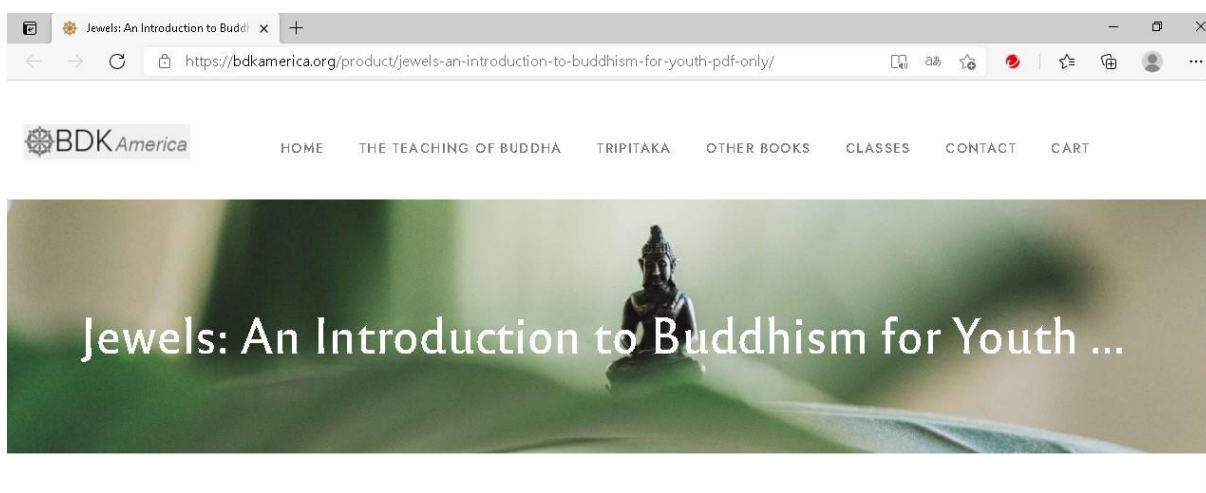 Jewels: An Introduction to Buddh
https://bdkamerica.org/product/jewels-an-introduction-to-buddhism-for-youth-pdf-only/
aあ
BDK America
HOME THE TEACHING OF BUDDHA TRIPITAKA OTHER BOOKS CLASSES CONTACT CART
Jewels: An Introduction to Buddhism for Youth ...